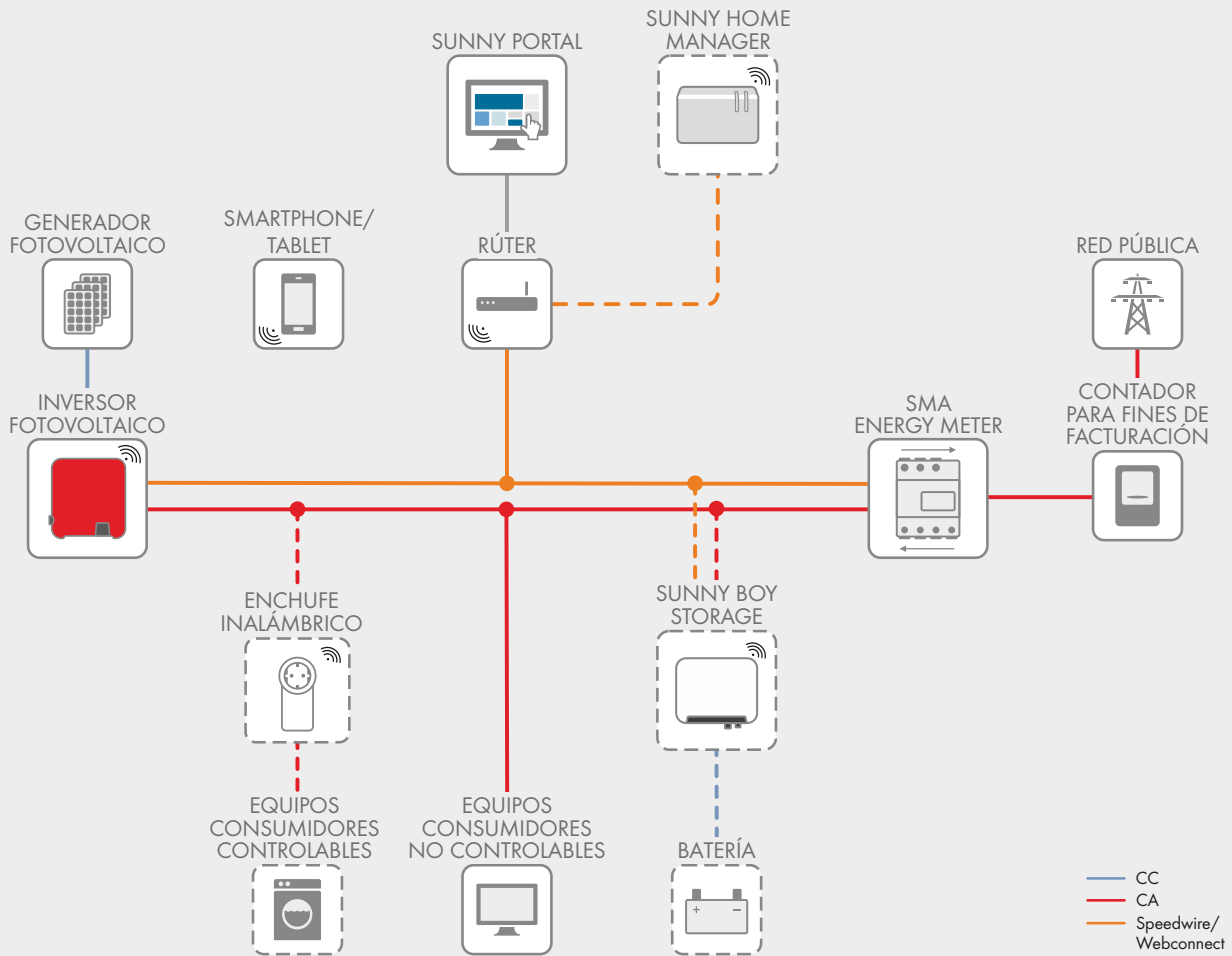 SUNNY HOME
MANAGER
SUNNY PORTAL
GENERADOR
FOTOVOLTAICO
SMARTPHONE/
TABLET
RÚTER
RED PÚBLICA
INVERSOR
FOTOVOLTAICO
SMA
ENERGY METER
CONTADOR
PARA FINES DE
FACTURACIÓN
ENCHUFE
INALÁMBRICO
SUNNY BOY
STORAGE
EQUIPOS
CONSUMIDORES
CONTROLABLES
EQUIPOS
CONSUMIDORES
NO CONTROLABLES
BATERÍA
+ −
CC
CA
Speedwire/
Webconnect